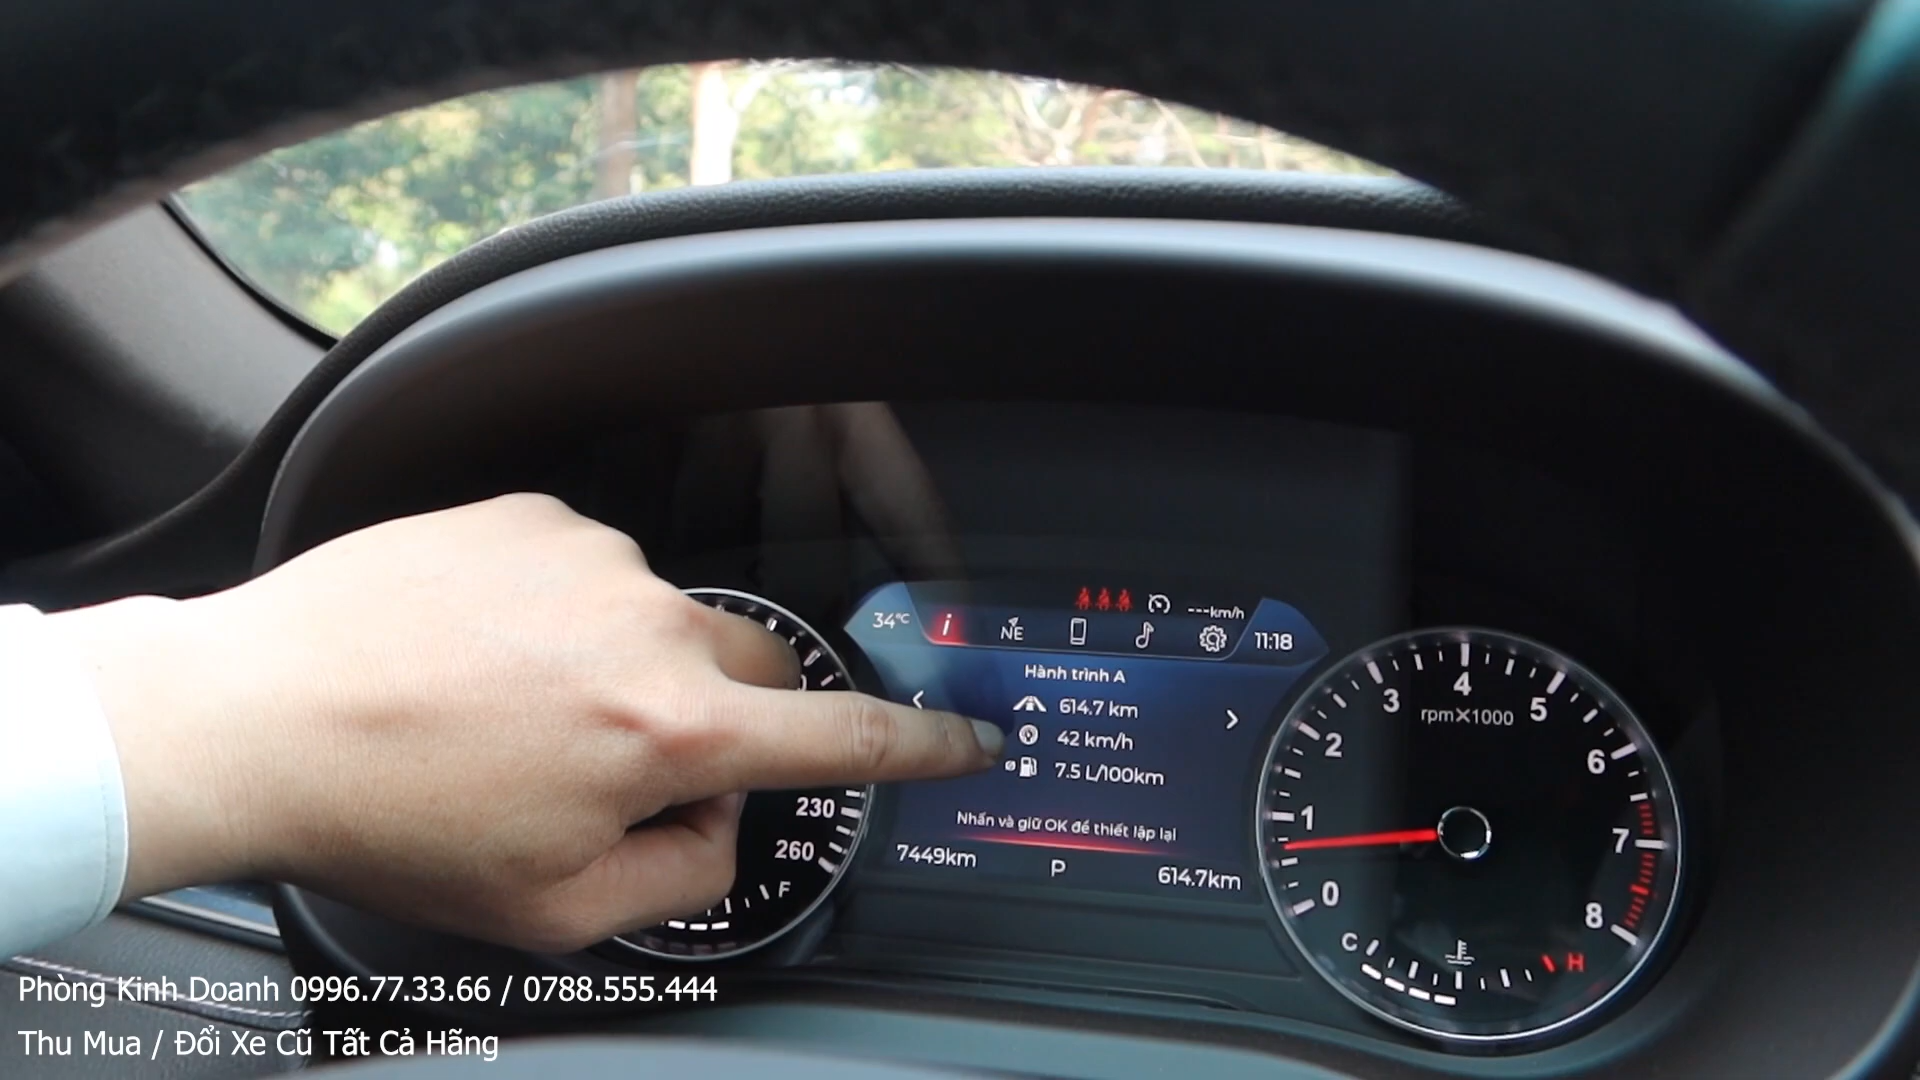 34°C
i
NE
---km/h
11:18
Hành trình A
614.7 km
42 km/h
7.5 L/100km
Nhấn và giữ OK để thiết lập lại
7449km
P
614.7km
230
260
F
rpm×1000
0
1
2
3
4
5
6
7
8
C
H
Phòng Kinh Doanh 0996.77.33.66 / 0788.555.444
Thu Mua / Đổi Xe Cũ Tất Cả Hãng